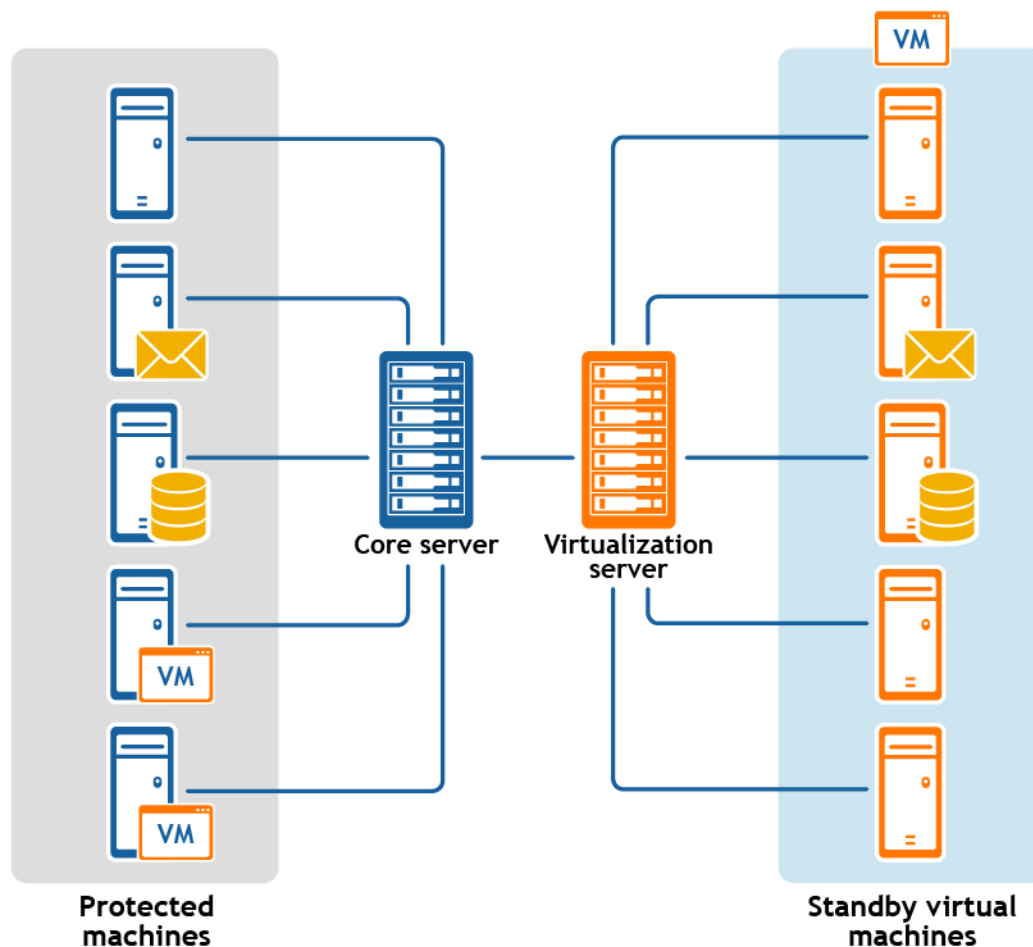 VM
Core server
Virtualization
server
VM
VM
Protected
machines
Standby virtual
machines